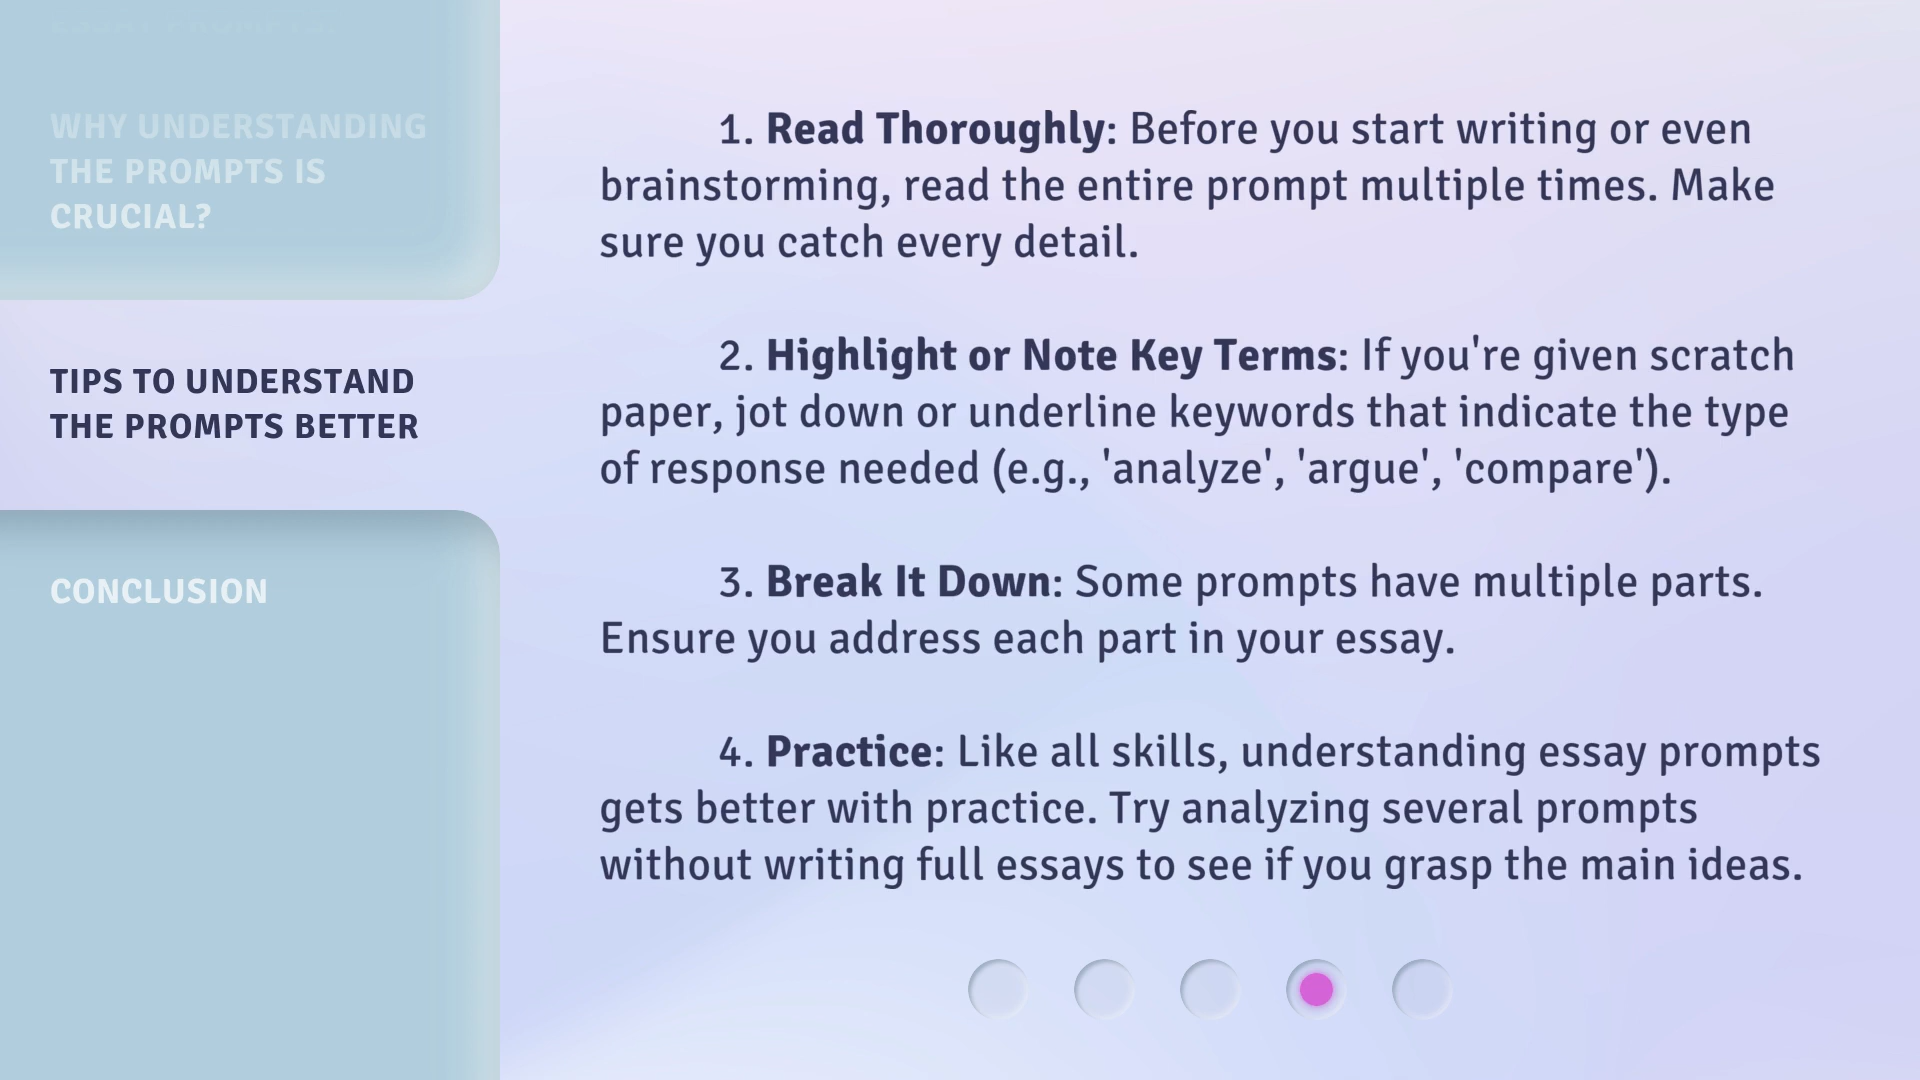 WHY UNDERSTANDING
THE PROMPTS IS
CRUCIAL?
TIPS TO UNDERSTAND
THE PROMPTS BETTER
CONCLUSION
1. Read Thoroughly: Before you start writing or even
brainstorming, read the entire prompt multiple times. Make
sure you catch every detail.
2. Highlight or Note Key Terms: If you're given scratch
paper, jot down or underline keywords that indicate the type
of response needed (e.g., 'analyze', 'argue', 'compare').
3. Break It Down: Some prompts have multiple parts.
Ensure you address each part in your essay.
4. Practice: Like all skills, understanding essay prompts
gets better with practice. Try analyzing several prompts
without writing full essays to see if you grasp the main ideas.